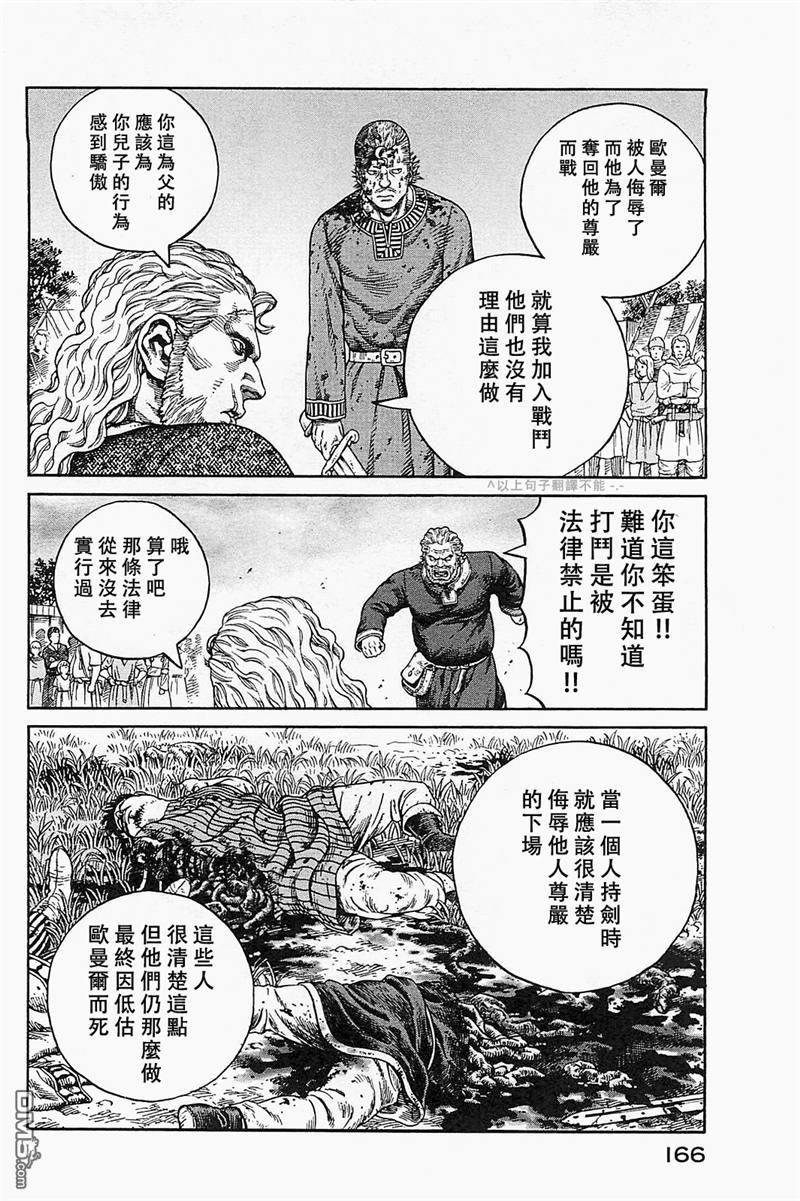 歐曼爾
被人侮辱了
而他為了
奪回他的尊嚴
而戰
就算我加入戰鬥
他們也沒有
理由這麼做
你這為父的
應該為
你兒子的行為
感到驕傲
^以上句子翻譯不能 -.-
你這笨蛋!!
難道你不知道
打鬥是被
法律禁止的嗎!!
哦
算了吧
那條法律
從來沒去
實行過
當一個人持劍時
就應該很清楚
侮辱他人尊嚴
的下場
這些人
很清楚這點
但他們仍那麼做
最終因低估
歐曼爾而死
166
DM5.com